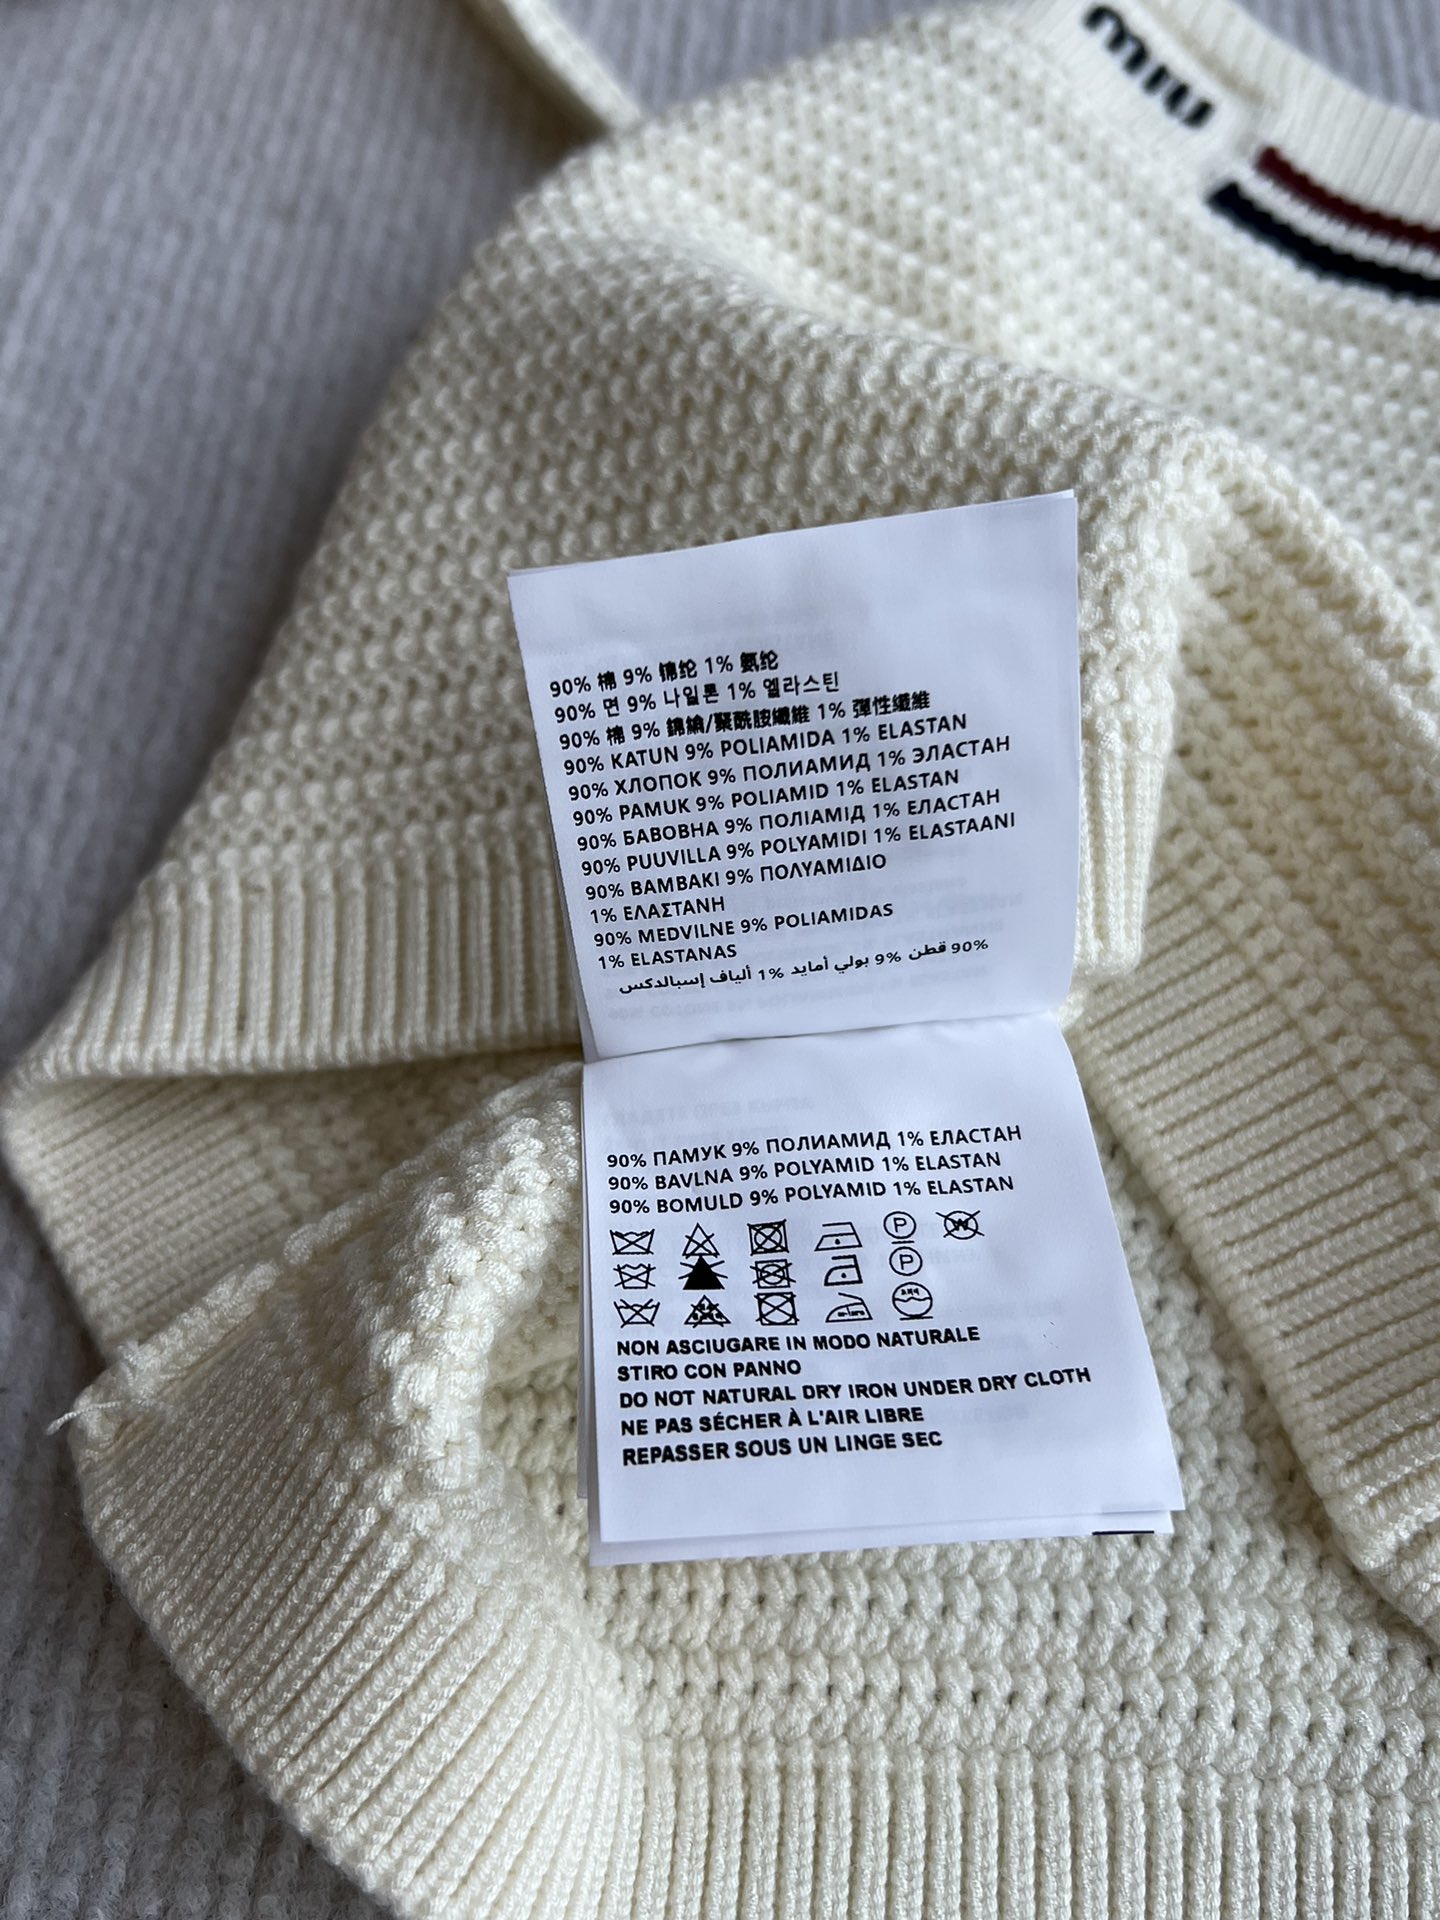 MIU
90% 棉 9% 锦纶 1% 氨纶
90% 면 9% 나일론 1% 엘라스틴
90% 棉 9% 錦綸/聚酰胺纖維 1% 彈性纖維
90% KATUN 9% POLIAMIDA 1% ELASTAN
90% ХЛОПОК 9% ПОЛИАМИД 1% ЭЛАСТАН
90% PAMUK 9% POLIAMID 1% ELASTAN
90% БАВОВНА 9% ПОЛІАМІД 1% ЕЛАСТАН
90% PUUVILLA 9% POLYAMIDI 1% ELASTAANI
90% ΒΑΜΒΑΚΙ 9% ΠΟΛΥΑΜΙΔΙΟ
1% ΕΛΑΣΤΑΝΗ
90% MEDVILNE 9% POLIAMIDAS
1% ELASTANAS
90% قطن 9% بولي أمايد 1% ألياف إسبالدكس
90% ПАМУК 9% ПОЛИАМИД 1% ЕЛАСТАН
90% BAVLNA 9% POLYAMID 1% ELASTAN
90% BOMULD 9% POLYAMID 1% ELASTAN
P W
P
NON ASCIUGARE IN MODO NATURALE
STIRO CON PANNO
DO NOT NATURAL DRY IRON UNDER DRY CLOTH
NE PAS SÉCHER À L'AIR LIBRE
REPASSER SOUS UN LINGE SEC